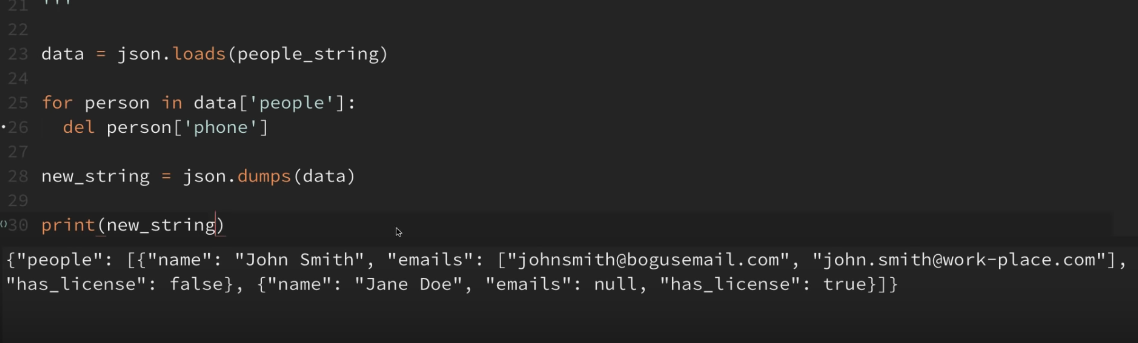 21 '''
22
23 data = json.loads(people_string)
24
25 for person in data['people']:
26 del person['phone']
27
28 new_string = json.dumps(data)
29
30 print(new_string)
{"people": [{"name": "John Smith", "emails": ["johnsmith@bogusemail.com", "john.smith@work-place.com"],
"has_license": false}, {"name": "Jane Doe", "emails": null, "has_license": true}]}